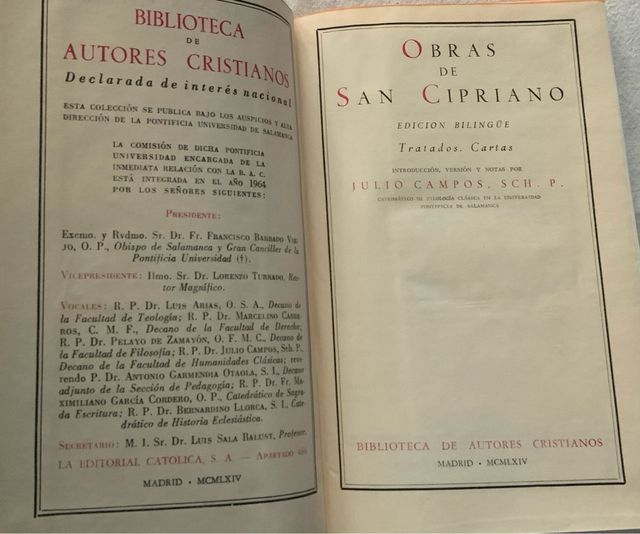 BIBLIOTECA
DE
AUTORES CRISTIANOS
Declarada de interés nacional
ESTA COLECCIÓN SE PUBLICA BAJO LOS AUSPICIOS Y ALTA
DIRECCIÓN DE LA PONTIFICIA UNIVERSIDAD DE SALAMANCA
LA COMISIÓN DE DICHA PONTIFICIA
UNIVERSIDAD ENCARGADA DE LA
INMEDIATA RELACIÓN CON LA B. A. C.
ESTÁ INTEGRADA EN EL AÑO 1964
POR LOS SEÑORES SIGUIENTES:
PRESIDENTE:
Excmo. y Rvdmo. Sr. Dr. Fr. FRANCISCO BARBADO VIE-
JO, O. P., Obispo de Salamanca y Gran Canciller de la
Pontificia Universidad (†).
VICEPRESIDENTE: Ilmo. Sr. Dr. LORENZO TURRADO, Rec-
tor Magnífico.
VOCALES: R. P. Dr. LUIS ARIAS, O. S. A., Decano de
la Facultad de Teología; R. P. Dr. MARCELINO CABRE-
ROS, C. M. F., Decano de la Facultad de Derecho;
R. P. Dr. PELAYO DE ZAMAYÓN, O. F. M. C., Decano de
la Facultad de Filosofía; R. P. Dr. JULIO CAMPOS, Sch. P.,
Decano de la Facultad de Humanidades Clásicas; reve-
rendo P. Dr. ANTONIO GARMENDIA OTAOLA, S. I., Decano
adjunto de la Sección de Pedagogía; R. P. Dr. Fr. MA-
XIMILIANO GARCÍA CORDERO, O. P., Catedrático de Sagra-
da Escritura; R. P. Dr. BERNARDINO LLORCA, S. I., Cate-
drático de Historia Eclesiástica.
SECRETARIO: M. I. Sr. Dr. LUIS SALA BALUST, Profesor.
LA EDITORIAL CATOLICA, S. A. — APARTADO 466
MADRID • MCMLXIV
OBRAS
DE
SAN CIPRIANO
EDICION BILINGÜE
Tratados. Cartas
INTRODUCCIÓN, VERSIÓN Y NOTAS POR
JULIO CAMPOS, SCH. P.
CATEDRÁTICO DE FILOLOGÍA CLÁSICA EN LA UNIVERSIDAD
PONTIFICIA DE SALAMANCA
BIBLIOTECA DE AUTORES CRISTIANOS
MADRID • MCMLXIV